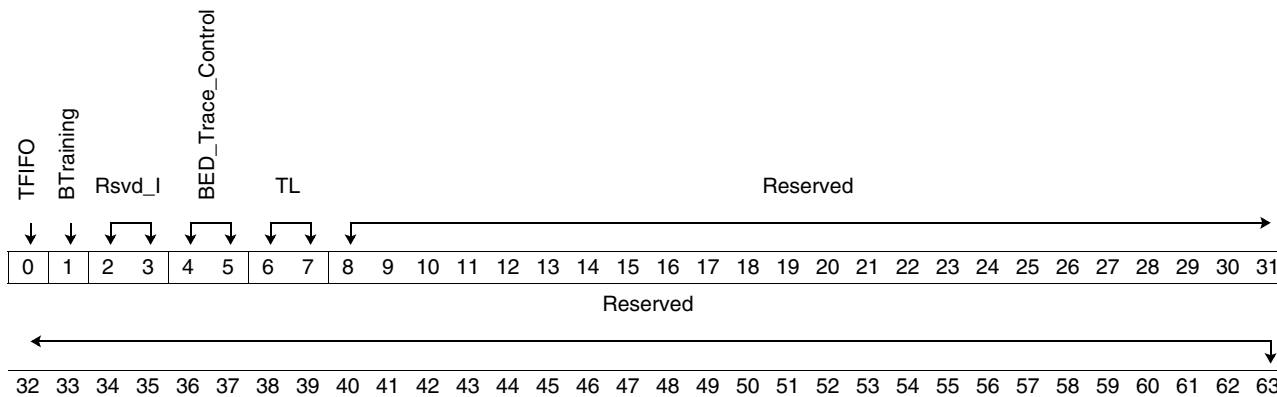 TFIFO
BTraining
Rsvd_I
BED_Trace_Control
TL
Reserved
0 1 2 3 4 5 6 7 8 9 10 11 12 13 14 15 16 17 18 19 20 21 22 23 24 25 26 27 28 29 30 31
Reserved
32 33 34 35 36 37 38 39 40 41 42 43 44 45 46 47 48 49 50 51 52 53 54 55 56 57 58 59 60 61 62 63